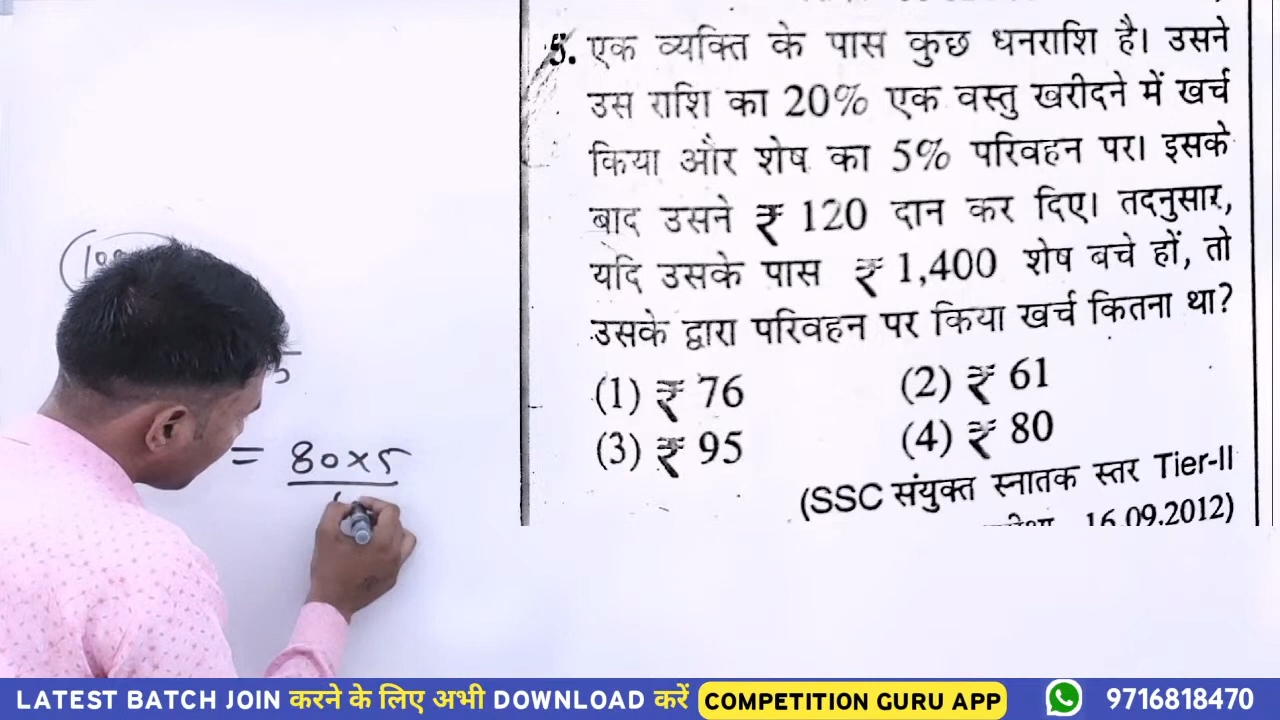 5. एक व्यक्ति के पास कुछ धनराशि है। उसने
उस राशि का 20% एक वस्तु खरीदने में खर्च
किया और शेष का 5% परिवहन पर। इसके
बाद उसने ₹ 120 दान कर दिए। तदनुसार,
यदि उसके पास ₹ 1,400 शेष बचे हों, तो
उसके द्वारा परिवहन पर किया खर्च कितना था?
(1) ₹ 76 (2) ₹ 61
(3) ₹ 95 (4) ₹ 80
(SSC संयुक्त स्नातक स्तर Tier-II
16.09.2012)
= 80×5
LATEST BATCH JOIN करने के लिए अभी DOWNLOAD करें COMPETITION GURU APP 9716818470